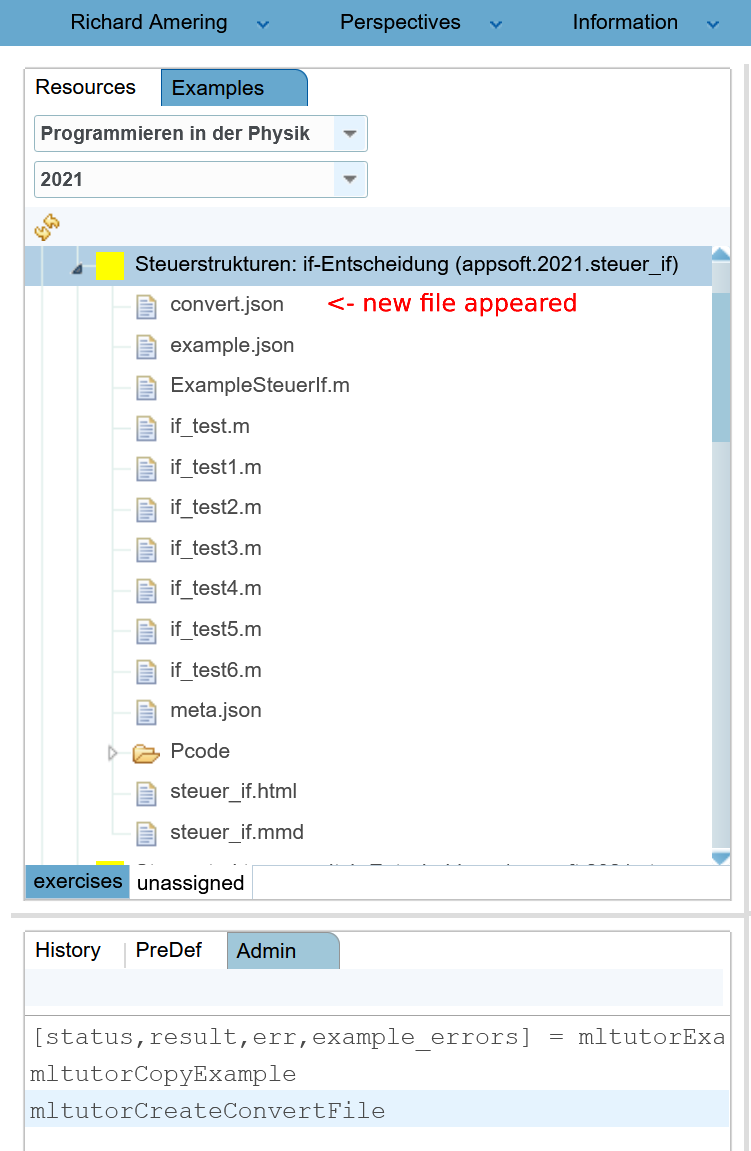 Richard Amering Perspectives Information
Resources Examples
Programmieren in der Physik
2021
Steuerstrukturen: if-Entscheidung (appsoft.2021.steuer_if)
convert.json <- new file appeared
example.json
ExampleSteuerIf.m
if_test.m
if_test1.m
if_test2.m
if_test3.m
if_test4.m
if_test5.m
if_test6.m
meta.json
Pcode
steuer_if.html
steuer_if.mmd
exercises unassigned
History PreDef Admin
[status,result,err,example_errors] = mltutorExa
mltutorCopyExample
mltutorCreateConvertFile